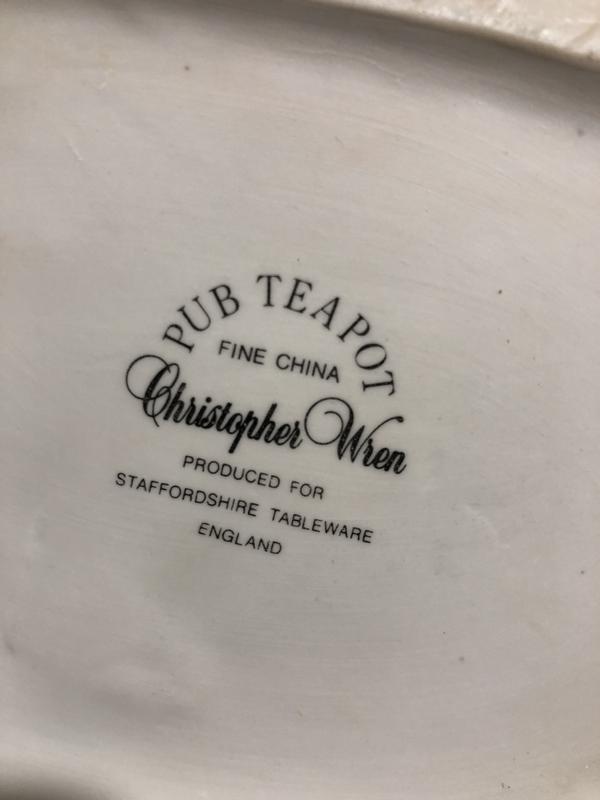 PUB TEAPOT
FINE CHINA
Christopher Wren
PRODUCED FOR
STAFFORDSHIRE TABLEWARE
ENGLAND